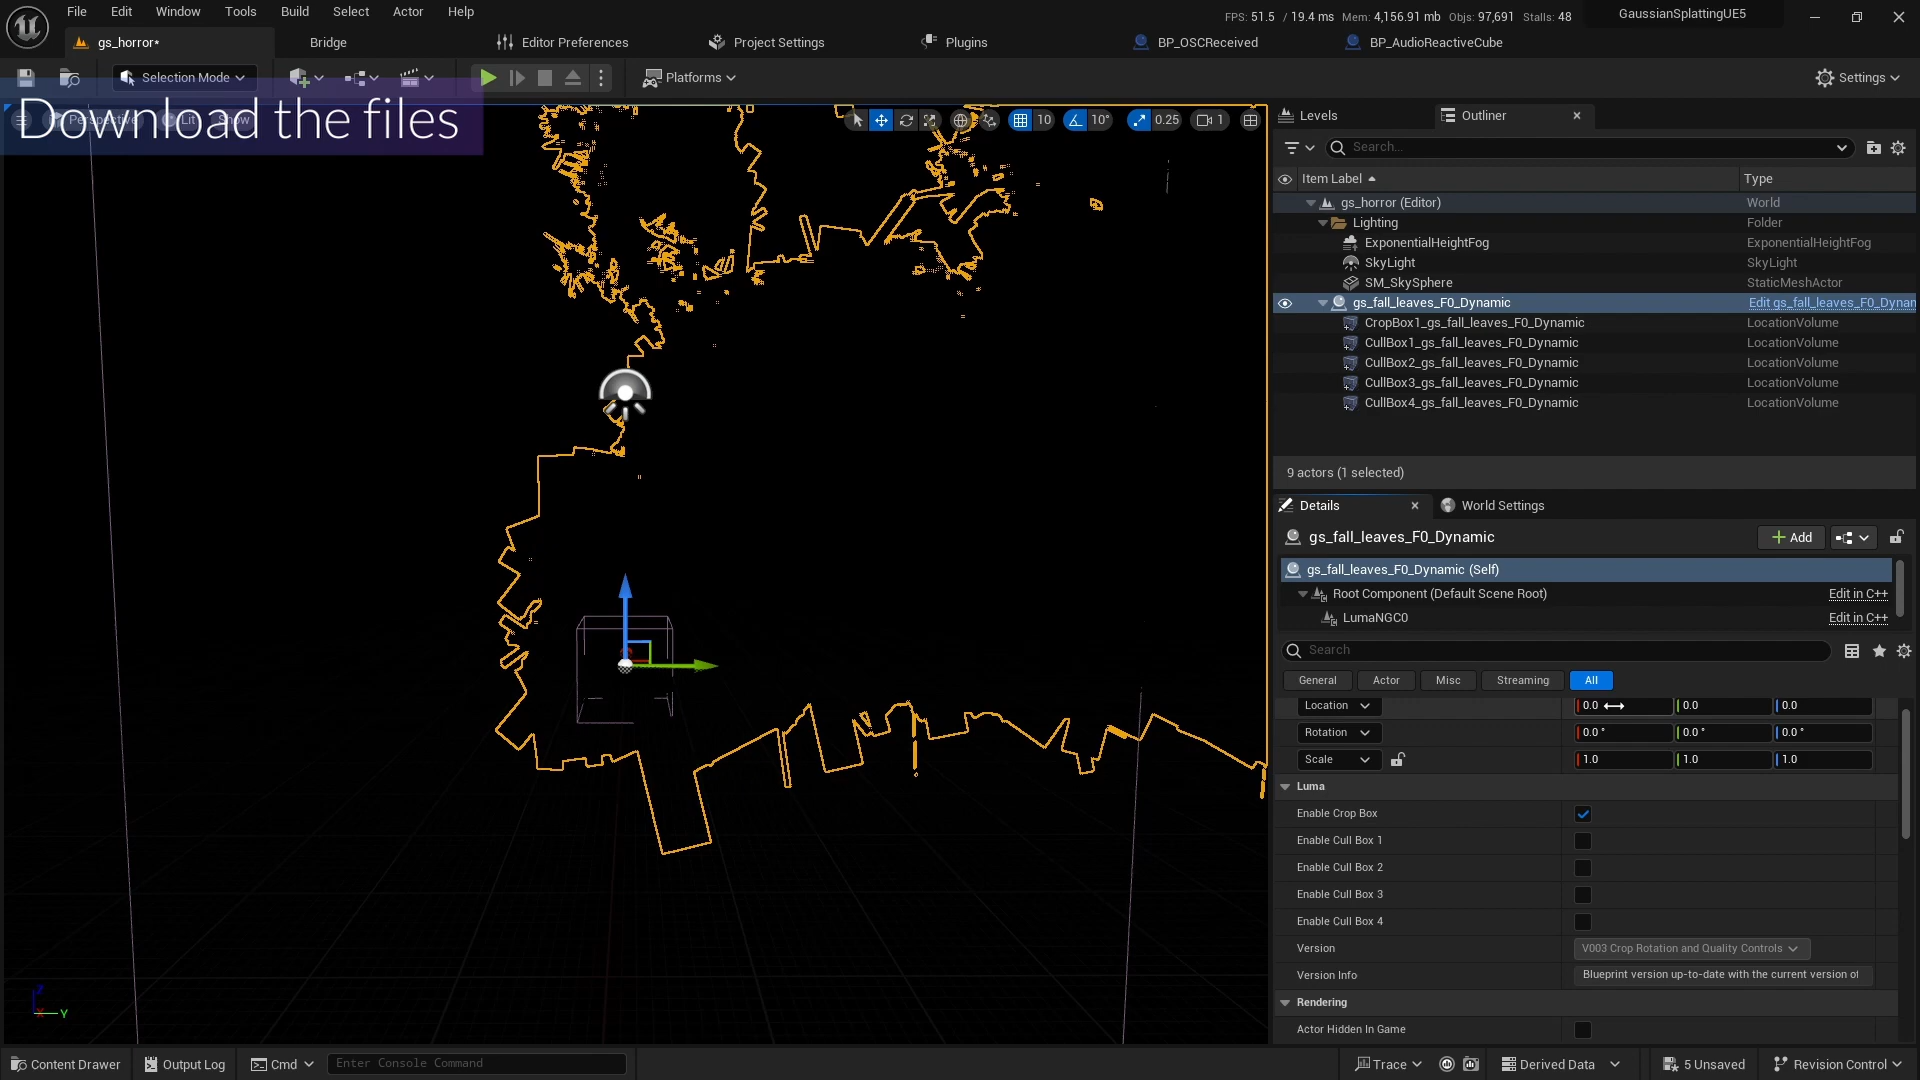 File Edit Window Tools Build Select Actor Help
FPS: 51.5 / 19.4 ms Mem: 4,156.91 mb Objs: 97,691 Stalls: 48
GaussianSplattingUE5
gs_horror*
Bridge
Editor Preferences
Project Settings
Plugins
BP_OSCReceived
BP_AudioReactiveCube
Selection Mode
Platforms
Settings
Download the files
Perspective Lit Show
10 10° 0.25 1
Levels
Outliner
Search...
Item Label Type
gs_horror (Editor) World
Lighting Folder
ExponentialHeightFog ExponentialHeightFog
SkyLight SkyLight
SM_SkySphere StaticMeshActor
gs_fall_leaves_F0_Dynamic Edit gs_fall_leaves_F0_Dynan
CropBox1_gs_fall_leaves_F0_Dynamic LocationVolume
CullBox1_gs_fall_leaves_F0_Dynamic LocationVolume
CullBox2_gs_fall_leaves_F0_Dynamic LocationVolume
CullBox3_gs_fall_leaves_F0_Dynamic LocationVolume
CullBox4_gs_fall_leaves_F0_Dynamic LocationVolume
9 actors (1 selected)
Details
World Settings
gs_fall_leaves_F0_Dynamic
Add
gs_fall_leaves_F0_Dynamic (Self)
Root Component (Default Scene Root) Edit in C++
LumaNGC0 Edit in C++
Search
General Actor Misc Streaming All
Location 0.0 0.0 0.0
Rotation 0.0° 0.0° 0.0°
Scale 1.0 1.0 1.0
Luma
Enable Crop Box
Enable Cull Box 1
Enable Cull Box 2
Enable Cull Box 3
Enable Cull Box 4
Version V003 Crop Rotation and Quality Controls
Version Info Blueprint version up-to-date with the current version of
Rendering
Actor Hidden In Game
Z
X
Y
Content Drawer
Output Log
Cmd
Enter Console Command
Trace
Derived Data
5 Unsaved
Revision Control